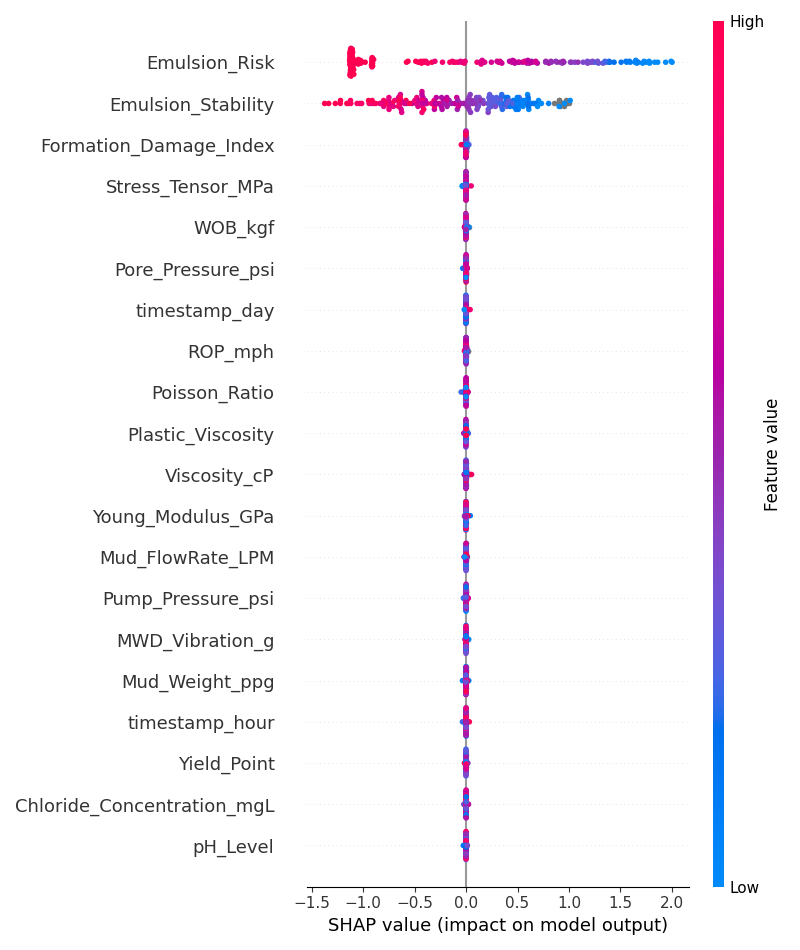 High
Emulsion_Risk
Emulsion_Stability
Formation_Damage_Index
Stress_Tensor_MPa
WOB_kgf
Pore_Pressure_psi
timestamp_day
ROP_mph
Poisson_Ratio
Plastic_Viscosity
Viscosity_cP
Young_Modulus_GPa
Mud_FlowRate_LPM
Pump_Pressure_psi
MWD_Vibration_g
Mud_Weight_ppg
timestamp_hour
Yield_Point
Chloride_Concentration_mgL
pH_Level
Feature value
Low
−1.5 −1.0 −0.5 0.0 0.5 1.0 1.5 2.0
SHAP value (impact on model output)